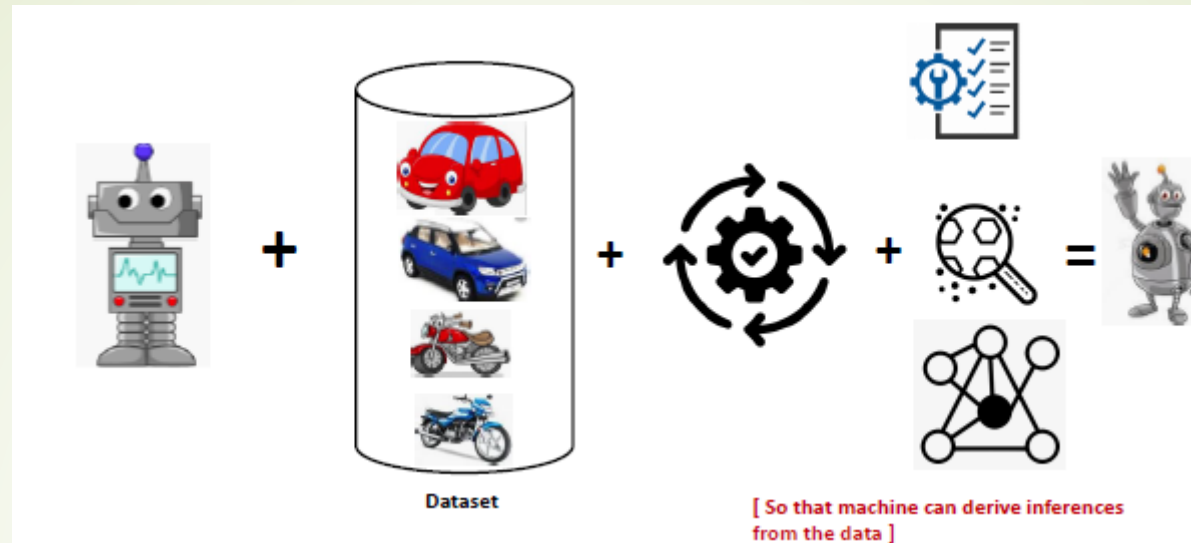 +
+
+
=
Dataset
[ So that machine can derive inferences
from the data ]